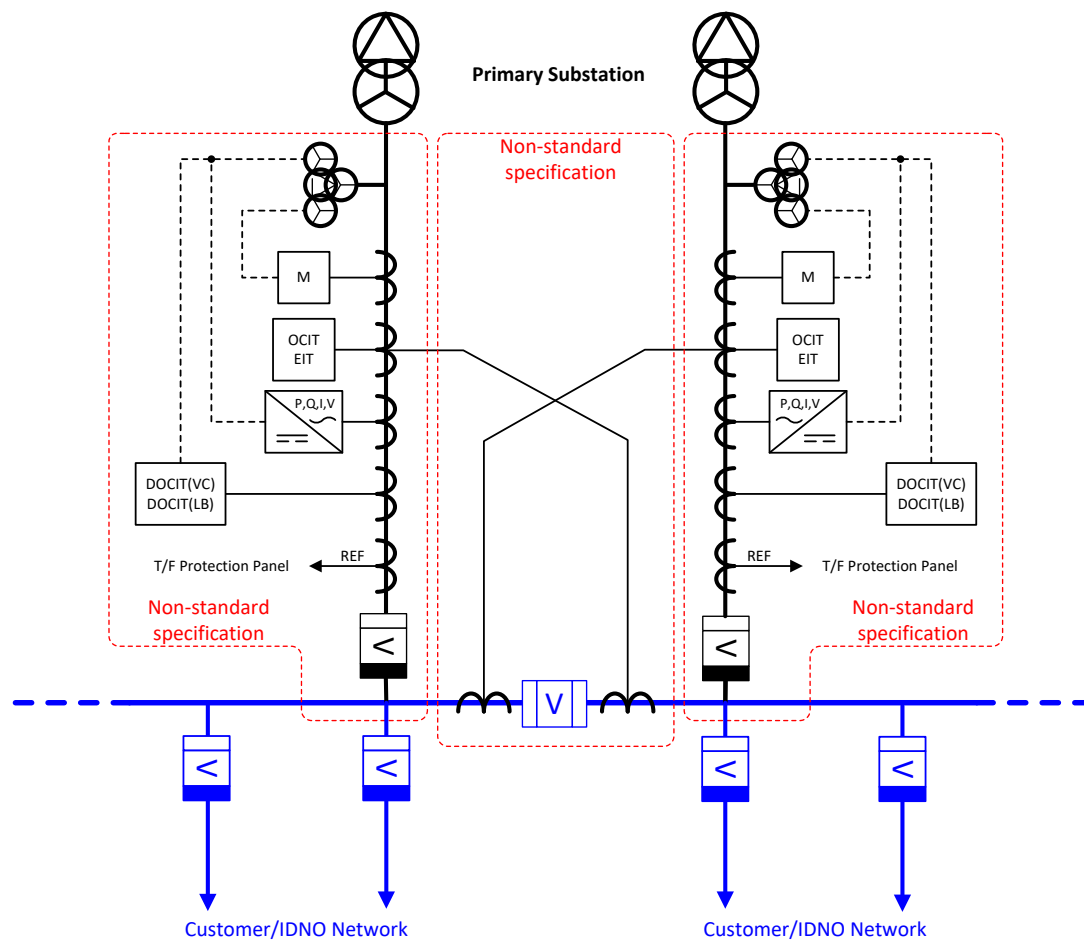 Primary Substation
Non-standard
specification
M
M
OCIT
EIT
OCIT
EIT
P,Q,I,V
P,Q,I,V
DOCIT(VC)
DOCIT(LB)
DOCIT(VC)
DOCIT(LB)
REF
T/F Protection Panel
REF
T/F Protection Panel
Non-standard
specification
Non-standard
specification
V
V
V
V
V
V
V
Customer/IDNO Network
Customer/IDNO Network